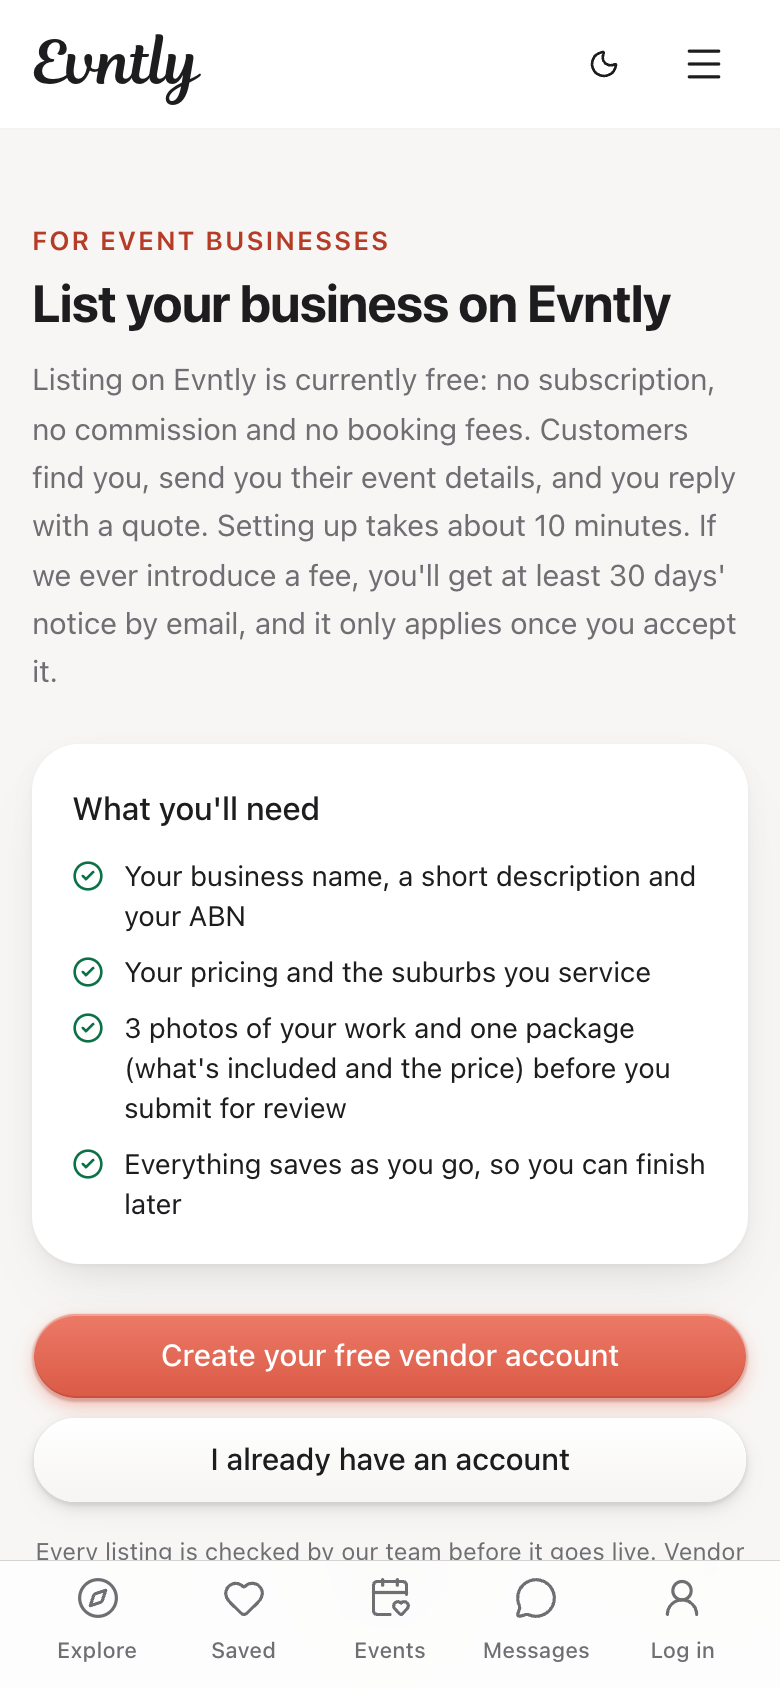 Evntly
FOR EVENT BUSINESSES
List your business on Evntly
Listing on Evntly is currently free: no subscription,
no commission and no booking fees. Customers
find you, send you their event details, and you reply
with a quote. Setting up takes about 10 minutes. If
we ever introduce a fee, you'll get at least 30 days'
notice by email, and it only applies once you accept
it.
What you'll need
Your business name, a short description and
your ABN
Your pricing and the suburbs you service
3 photos of your work and one package
(what's included and the price) before you
submit for review
Everything saves as you go, so you can finish
later
Create your free vendor account
I already have an account
Every listing is checked by our team before it goes live. Vendor
Explore
Saved
Events
Messages
Log in